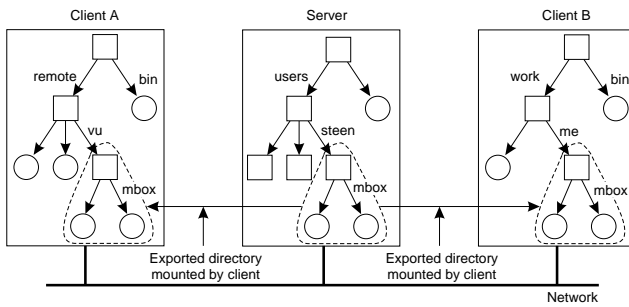 Client A
Server
Client B
remote
bin
users
work
bin
vu
steen
me
mbox
mbox
mbox
Exported directory
mounted by client
Exported directory
mounted by client
Network